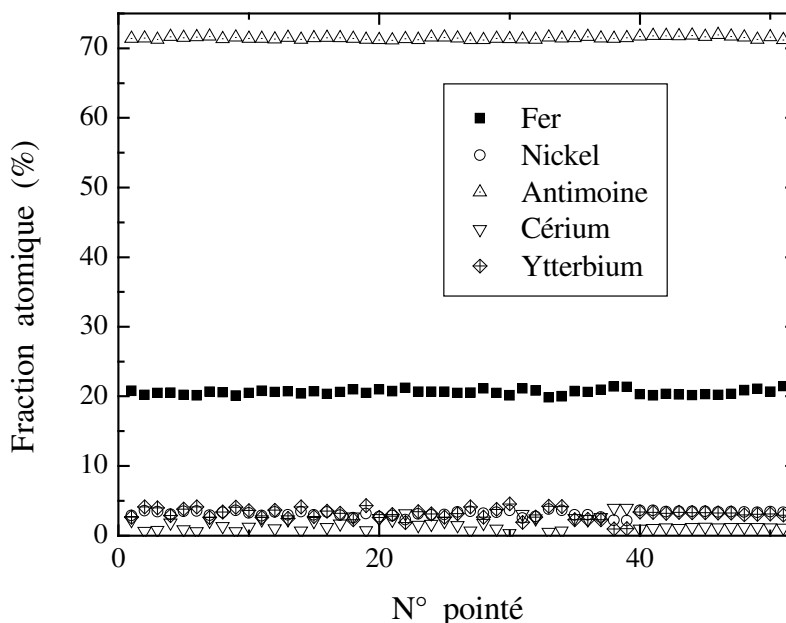 70
60
50
40
30
20
10
0
Fraction atomique (%)
Fer
Nickel
Antimoine
Cérium
Ytterbium
0 20 40
N° pointé